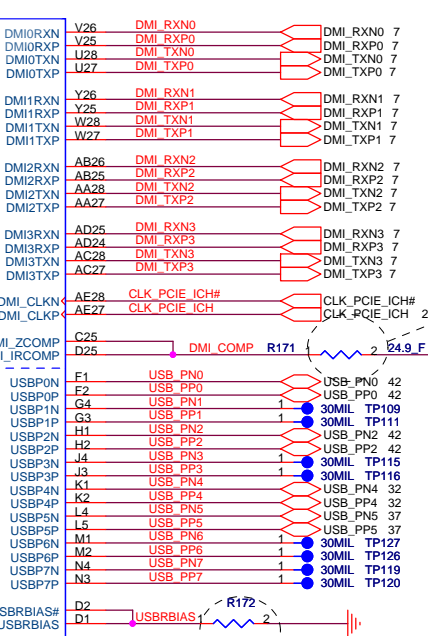 DMI0RXN V26 DMI_RXN0 DMI_RXN0 7
DMI0RXP V25 DMI_RXP0 DMI_RXP0 7
DMI0TXN U28 DMI_TXN0 DMI_TXN0 7
DMI0TXP U27 DMI_TXP0 DMI_TXP0 7
DMI1RXN Y26 DMI_RXN1 DMI_RXN1 7
DMI1RXP Y25 DMI_RXP1 DMI_RXP1 7
DMI1TXN W28 DMI_TXN1 DMI_TXN1 7
DMI1TXP W27 DMI_TXP1 DMI_TXP1 7
DMI2RXN AB26 DMI_RXN2 DMI_RXN2 7
DMI2RXP AB25 DMI_RXP2 DMI_RXP2 7
DMI2TXN AA28 DMI_TXN2 DMI_TXN2 7
DMI2TXP AA27 DMI_TXP2 DMI_TXP2 7
DMI3RXN AD25 DMI_RXN3 DMI_RXN3 7
DMI3RXP AD24 DMI_RXP3 DMI_RXP3 7
DMI3TXN AC28 DMI_TXN3 DMI_TXN3 7
DMI3TXP AC27 DMI_TXP3 DMI_TXP3 7
DMI_CLKN AE28 CLK_PCIE_ICH# CLK_PCIE_ICH#
DMI_CLKP AE27 CLK_PCIE_ICH CLK_PCIE_ICH 2
MI_ZCOMP C25
I_IRCOMP D25 DMI_COMP R171 2 24.9_F
USBP0N F1 USB_PN0 USB_PN0 42
USBP0P F2 USB_PP0 USB_PP0 42
USBP1N G4 USB_PN1 1 30MIL TP109
USBP1P G3 USB_PP1 1 30MIL TP111
USBP2N H1 USB_PN2 USB_PN2 42
USBP2P H2 USB_PP2 USB_PP2 42
USBP3N J4 USB_PN3 1 30MIL TP115
USBP3P J3 USB_PP3 1 30MIL TP116
USBP4N K1 USB_PN4 USB_PN4 32
USBP4P K2 USB_PP4 USB_PP4 32
USBP5N L4 USB_PN5 USB_PN5 37
USBP5P L5 USB_PP5 USB_PP5 37
USBP6N M1 USB_PN6 1 30MIL TP127
USBP6P M2 USB_PP6 1 30MIL TP126
USBP7N N4 USB_PN7 1 30MIL TP119
USBP7P N3 USB_PP7 1 30MIL TP120
R172
SBRBIAS# D2
USBRBIAS D1 USBRBIAS 1 2